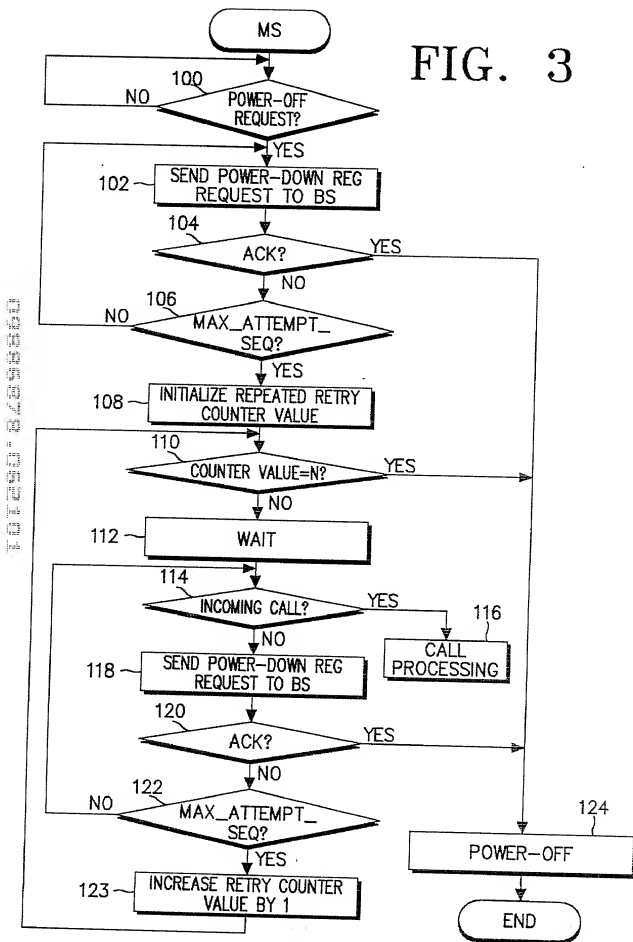 MS
FIG. 3
100
POWER-OFF
REQUEST?
NO
YES
102
SEND POWER-DOWN REG
REQUEST TO BS
104
ACK?
YES
NO
106
MAX_ATTEMPT_
SEQ?
NO
YES
108
INITIALIZE REPEATED RETRY
COUNTER VALUE
110
COUNTER VALUE=N?
YES
NO
112
WAIT
114
INCOMING CALL?
YES
NO
116
CALL
PROCESSING
118
SEND POWER-DOWN REG
REQUEST TO BS
120
ACK?
YES
NO
122
MAX_ATTEMPT_
SEQ?
NO
YES
123
INCREASE RETRY COUNTER
VALUE BY 1
124
POWER-OFF
END